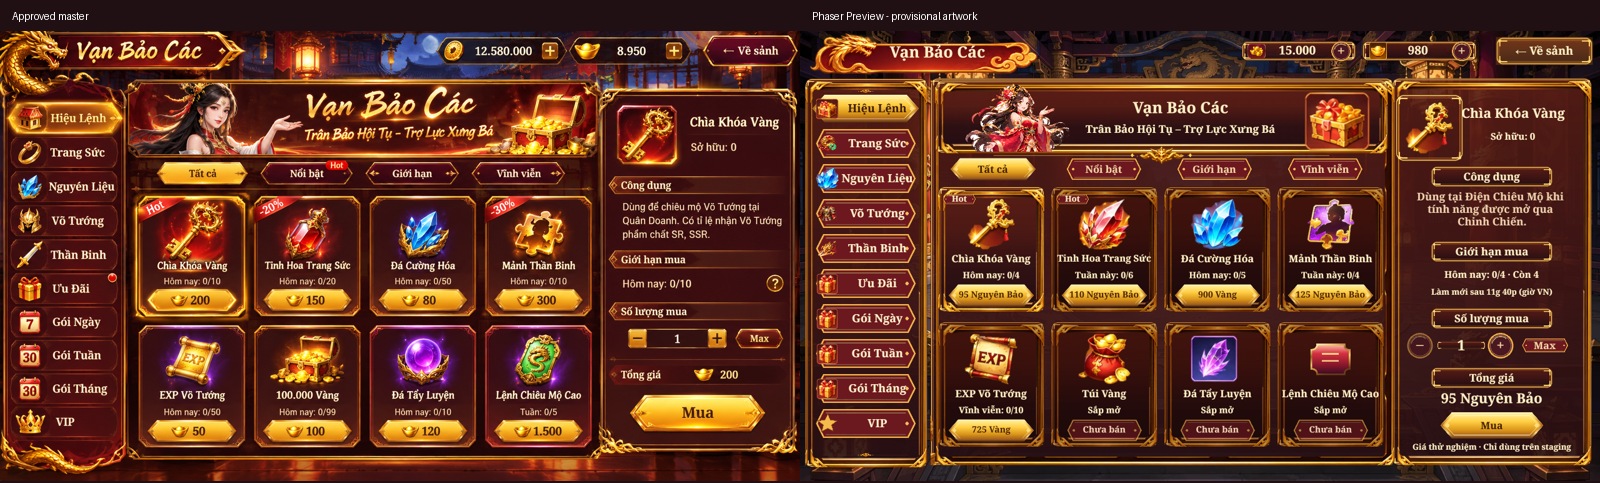 Approved master
Vạn Bảo Các
12.580.000
8.950
← Về sảnh
Hiệu Lệnh
Trang Sức
Nguyên Liệu
Võ Tướng
Thần Binh
Ưu Đãi
7
Gói Ngày
30
Gói Tuần
30
Gói Tháng
VIP
Vạn Bảo Các
Trân Bảo Hội Tụ – Trợ Lực Xưng Bá
Tất cả
Nổi bật
Hot
Giới hạn
Vĩnh viễn
Hot
Chìa Khóa Vàng
Hôm nay: 0/10
200
-20%
Tinh Hoa Trang Sức
Hôm nay: 0/20
150
Đá Cường Hóa
Hôm nay: 0/50
80
-30%
Mảnh Thần Binh
Hôm nay: 0/10
300
EXP
EXP Võ Tướng
Hôm nay: 0/50
50
100.000 Vàng
Hôm nay: 0/99
100
Đá Tẩy Luyện
Hôm nay: 0/10
120
Lệnh Chiêu Mộ Cao
Tuần: 0/5
1.500
Chìa Khóa Vàng
Sở hữu: 0
Công dụng
Dùng để chiêu mộ Võ Tướng tại
Quân Doanh. Có tỉ lệ nhận Võ Tướng
phẩm chất SR, SSR.
Giới hạn mua
Hôm nay: 0/10
?
Số lượng mua
1
Max
Tổng giá
200
Mua
Phaser Preview - provisional artwork
Vạn Bảo Các
15.000
980
← Về sảnh
Hiệu Lệnh
Trang Sức
Nguyên Liệu
Võ Tướng
Thần Binh
Ưu Đãi
Gói Ngày
Gói Tuần
Gói Tháng
VIP
Vạn Bảo Các
Trân Bảo Hội Tụ – Trợ Lực Xưng Bá
Tất cả
Nổi bật
Giới hạn
Vĩnh viễn
Hot
Chìa Khóa Vàng
Hôm nay: 0/4
95 Nguyên Bảo
Hot
Tinh Hoa Trang Sức
Tuần này: 0/6
110 Nguyên Bảo
Đá Cường Hóa
Hôm nay: 0/5
900 Vàng
Mảnh Thần Binh
Tuần này: 0/4
125 Nguyên Bảo
EXP
EXP Võ Tướng
Vĩnh viễn: 0/10
725 Vàng
Túi Vàng
Sắp mở
Chưa bán
Đá Tẩy Luyện
Sắp mở
Chưa bán
Lệnh Chiêu Mộ Cao
Sắp mở
Chưa bán
Chìa Khóa Vàng
Sở hữu: 0
Công dụng
Dùng tại Điện Chiêu Mộ khi
tính năng được mở qua
Chinh Chiến.
Giới hạn mua
Hôm nay: 0/4 · Còn 4
Làm mới sau 11g 40p (giờ VN)
Số lượng mua
1
Max
Tổng giá
95 Nguyên Bảo
Mua
Giá thử nghiệm · Chỉ dùng trên staging